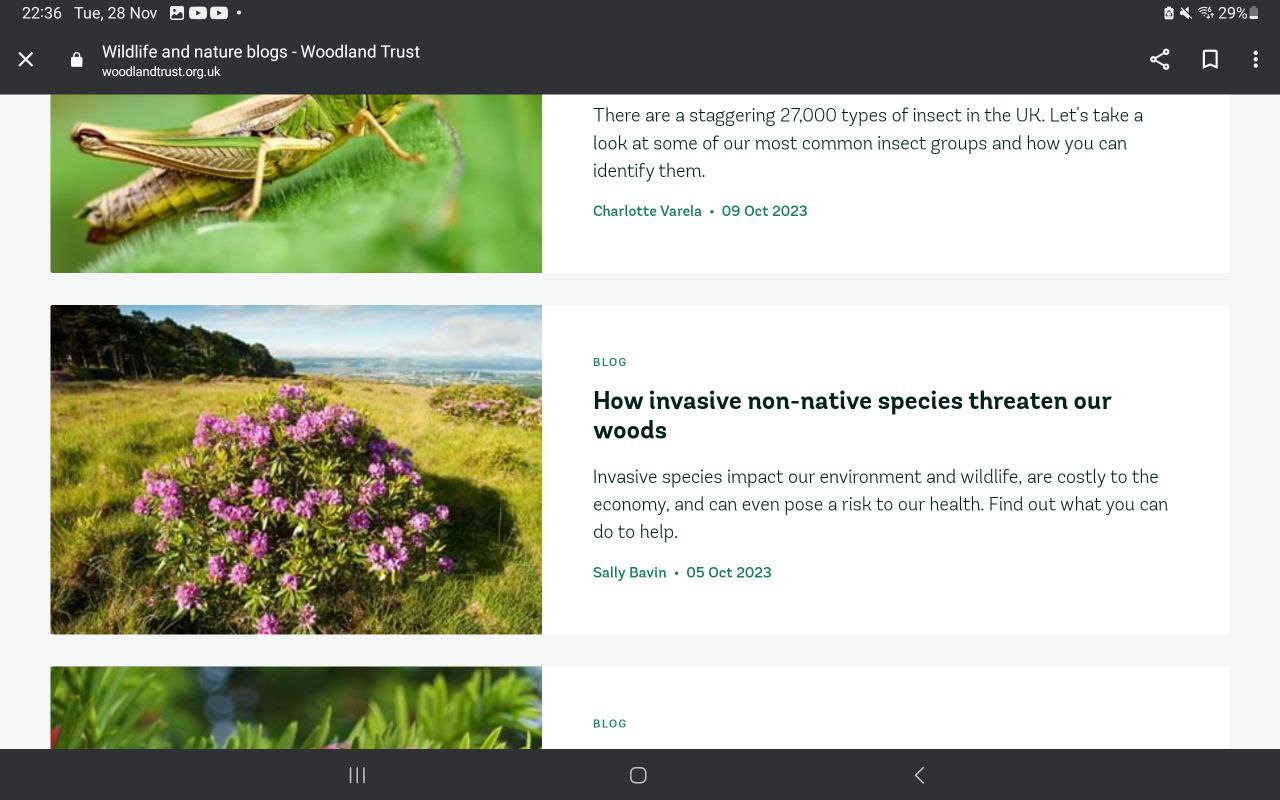 22:36 Tue, 28 Nov
29%
Wildlife and nature blogs - Woodland Trust
woodlandtrust.org.uk
There are a staggering 27,000 types of insect in the UK. Let's take a
look at some of our most common insect groups and how you can
identify them.
Charlotte Varela • 09 Oct 2023
BLOG
How invasive non-native species threaten our
woods
Invasive species impact our environment and wildlife, are costly to the
economy, and can even pose a risk to our health. Find out what you can
do to help.
Sally Bavin • 05 Oct 2023
BLOG